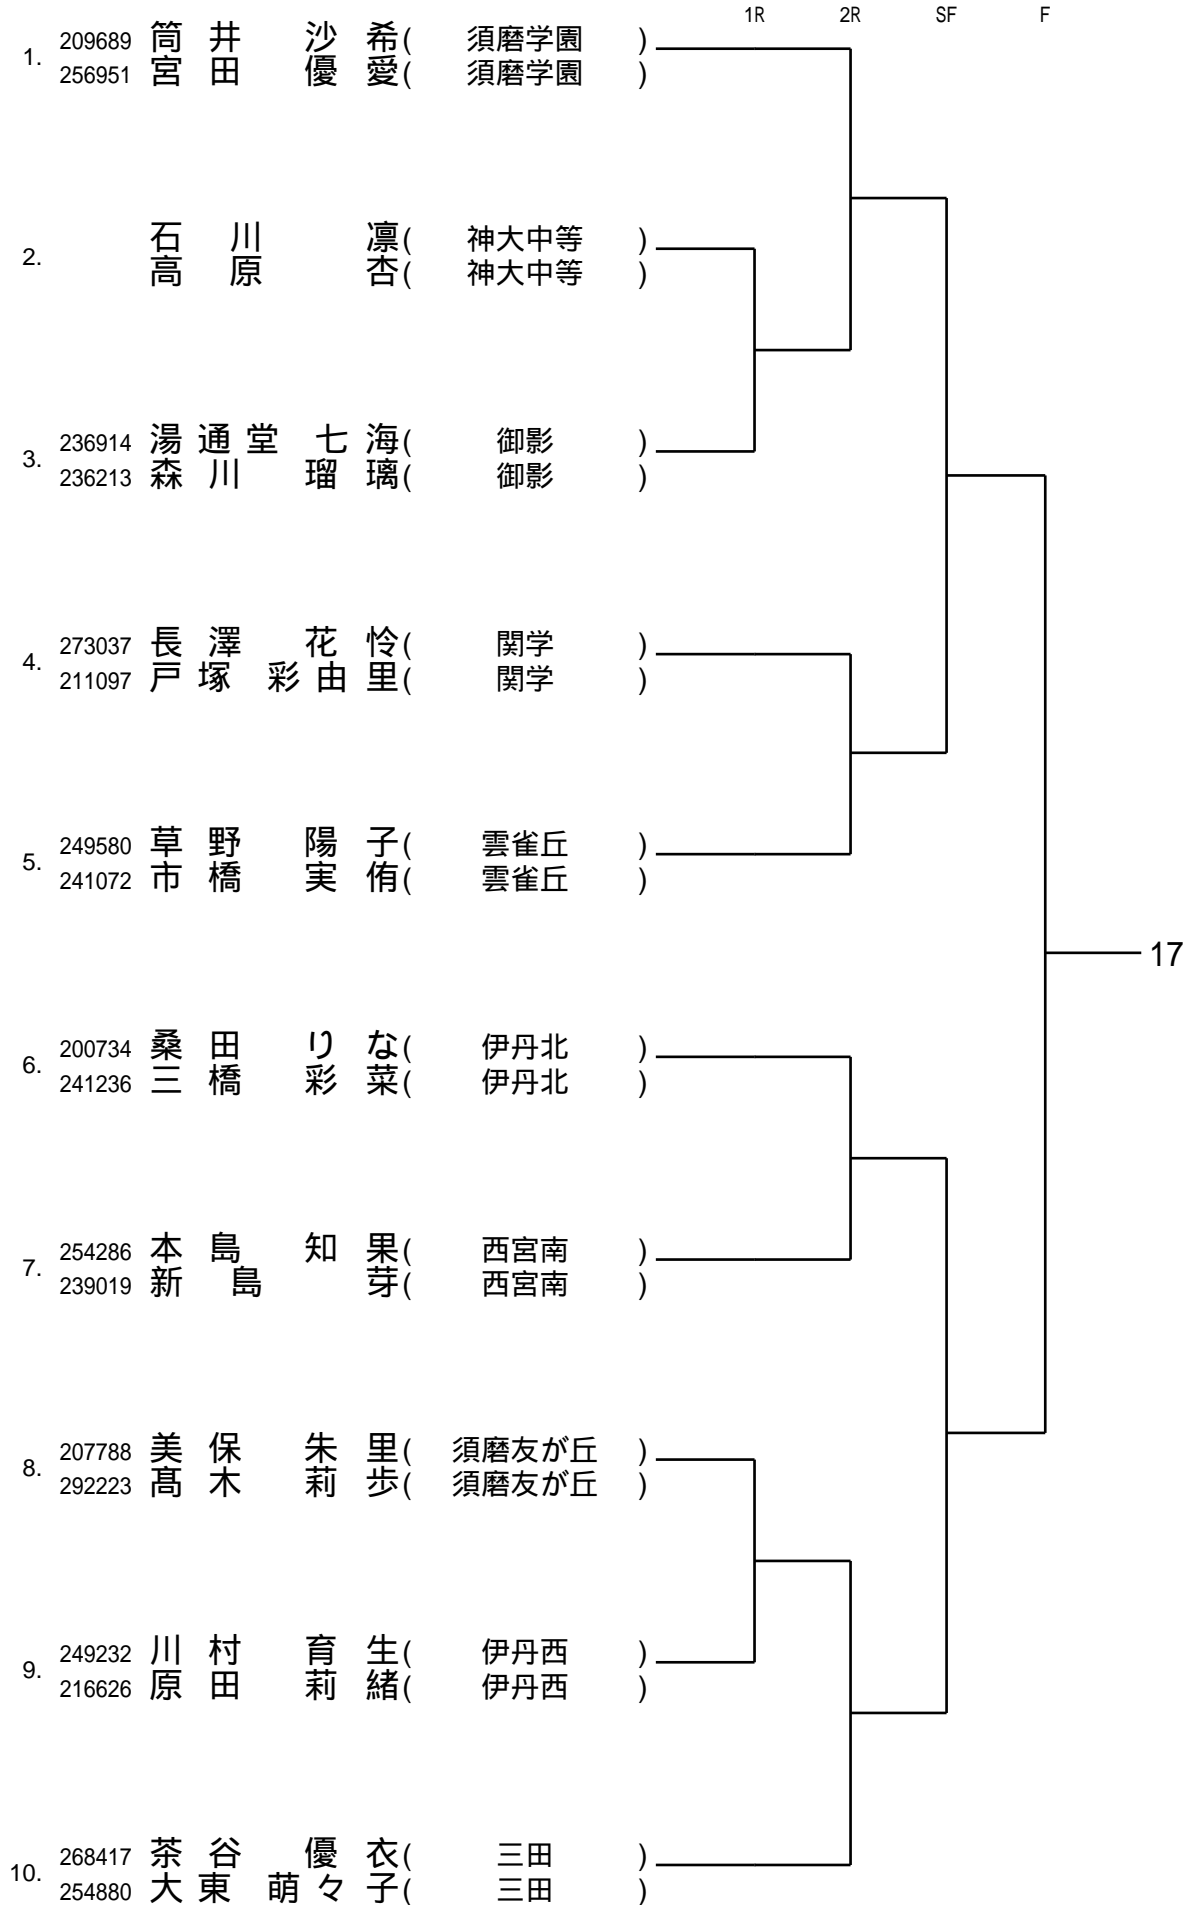 1R 2R SF F
1. 209689 筒井 沙希( 須磨学園 )
256951 宮田 優愛( 須磨学園 )
2. 石川 凛( 神大中等 )
高原 杏( 神大中等 )
3. 236914 湯通堂 七海( 御影 )
236213 森川 瑠璃( 御影 )
4. 273037 長澤 花怜( 関学 )
211097 戸塚 彩由里( 関学 )
5. 249580 草野 陽子( 雲雀丘 )
241072 市橋 実侑( 雲雀丘 )
17
6. 200734 桑田 りな( 伊丹北 )
241236 三橋 彩菜( 伊丹北 )
7. 254286 本島 知果( 西宮南 )
239019 新島 芽( 西宮南 )
8. 207788 美保 朱里( 須磨友が丘 )
292223 髙木 莉歩( 須磨友が丘 )
9. 249232 川村 育生( 伊丹西 )
216626 原田 莉緒( 伊丹西 )
10. 268417 茶谷 優衣( 三田 )
254880 大東 萌々子( 三田 )